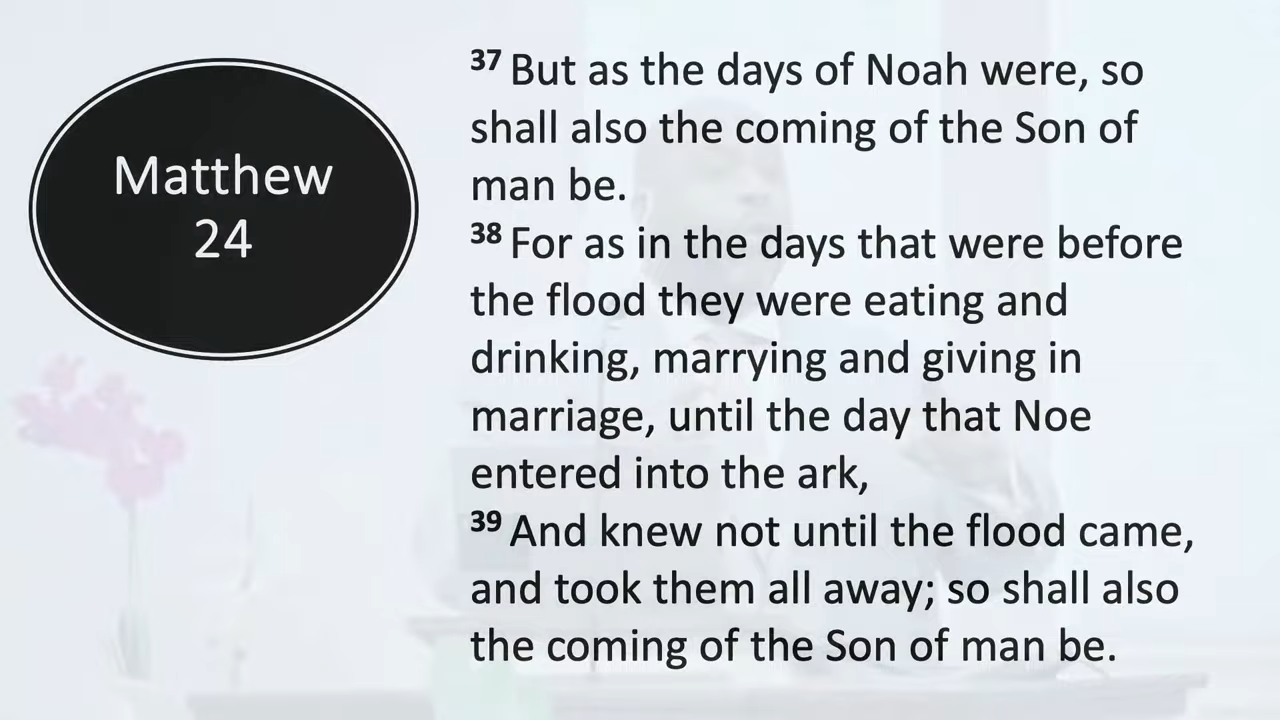 Matthew
24
37 But as the days of Noah were, so
shall also the coming of the Son of
man be.
38 For as in the days that were before
the flood they were eating and
drinking, marrying and giving in
marriage, until the day that Noe
entered into the ark,
39 And knew not until the flood came,
and took them all away; so shall also
the coming of the Son of man be.